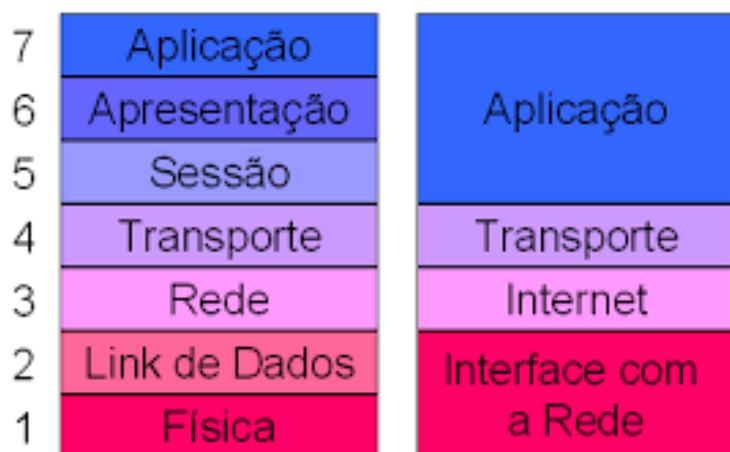 7
Aplicação
6
Apresentação
5
Sessão
4
Transporte
3
Rede
2
Link de Dados
1
Física
Aplicação
Transporte
Internet
Interface com
a Rede